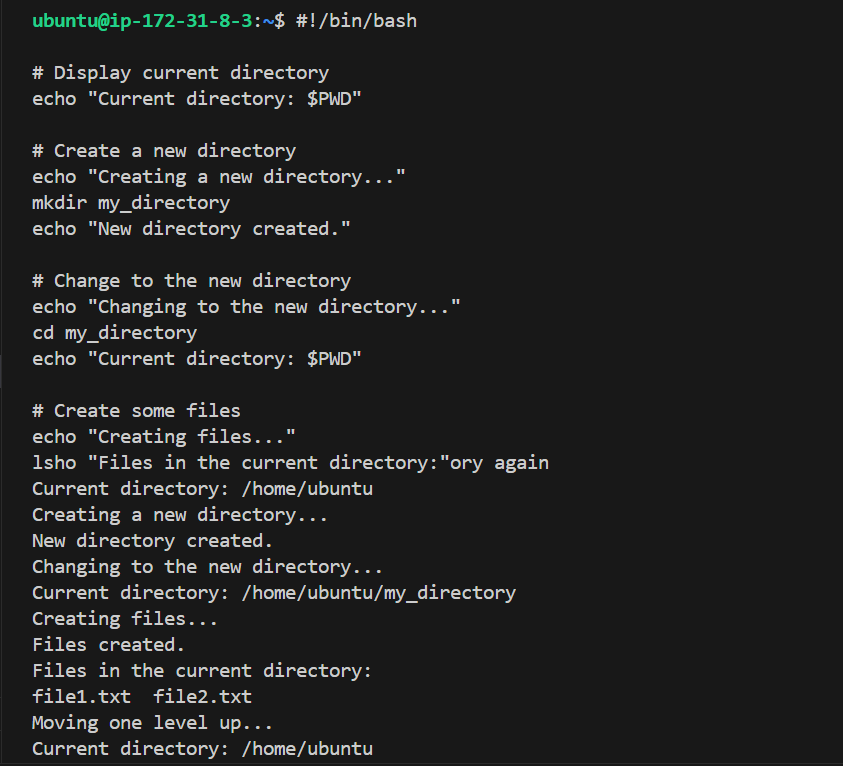 ubuntu@ip-172-31-8-3:~$ #!/bin/bash
# Display current directory
echo "Current directory: $PWD"
# Create a new directory
echo "Creating a new directory..."
mkdir my_directory
echo "New directory created."
# Change to the new directory
echo "Changing to the new directory..."
cd my_directory
echo "Current directory: $PWD"
# Create some files
echo "Creating files..."
lsho "Files in the current directory:"ory again
Current directory: /home/ubuntu
Creating a new directory...
New directory created.
Changing to the new directory...
Current directory: /home/ubuntu/my_directory
Creating files...
Files created.
Files in the current directory:
file1.txt  file2.txt
Moving one level up...
Current directory: /home/ubuntu